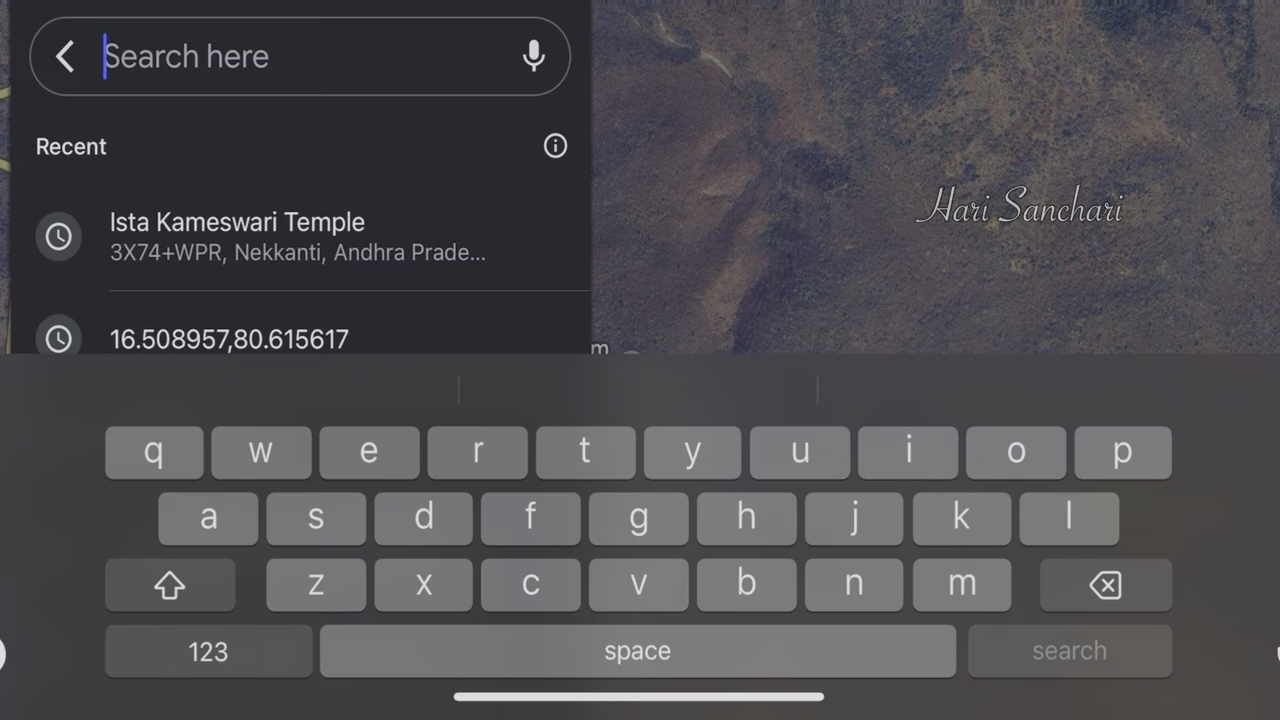 Search here
Recent
Ista Kameswari Temple
3X74+WPR, Nekkanti, Andhra Prade...
16.508957,80.615617
Hari Sanchari
m
q w e r t y u i o p
a s d f g h j k l
z x c v b n m
123 space search